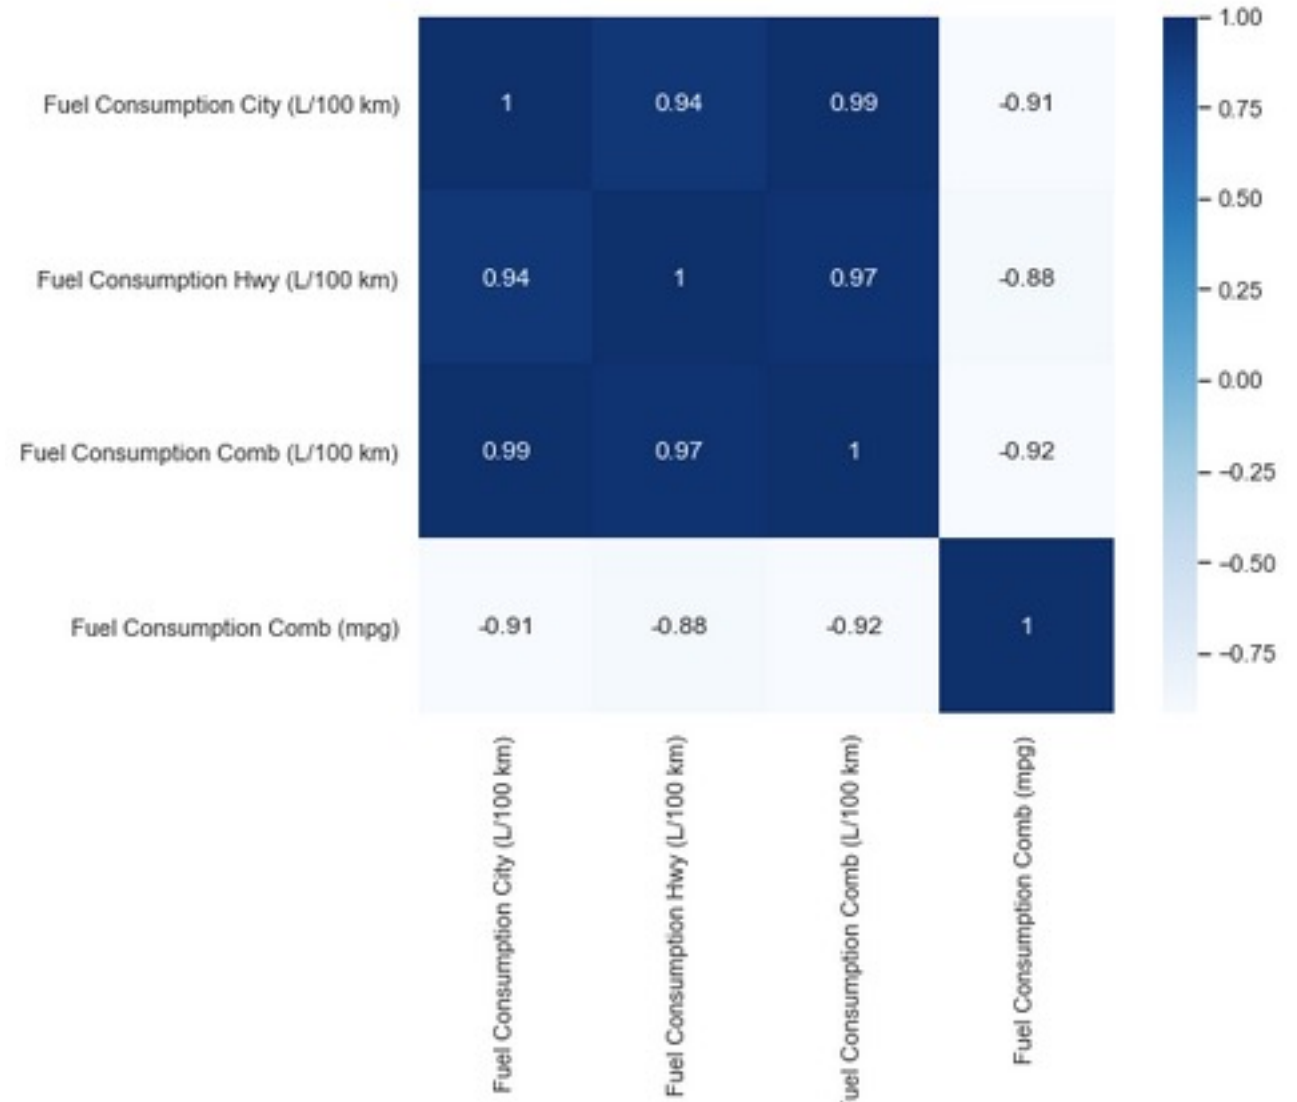 Fuel Consumption City (L/100 km) 1 0.94 0.99 -0.91
Fuel Consumption Hwy (L/100 km) 0.94 1 0.97 -0.88
Fuel Consumption Comb (L/100 km) 0.99 0.97 1 -0.92
Fuel Consumption Comb (mpg) -0.91 -0.88 -0.92 1
Fuel Consumption City (L/100 km)
Fuel Consumption Hwy (L/100 km)
uel Consumption Comb (L/100 km)
Fuel Consumption Comb (mpg)
1.00
0.75
0.50
0.25
0.00
−0.25
−0.50
−0.75